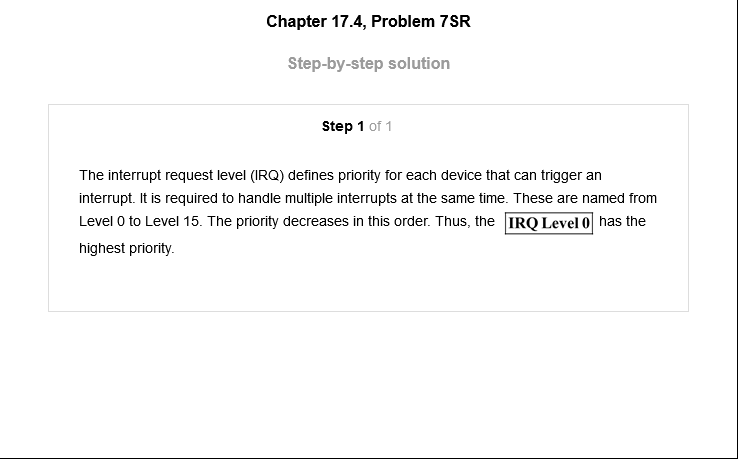 Chapter 17.4, Problem 7SR
Step-by-step solution
Step 1 of 1
The interrupt request level (IRQ) defines priority for each device that can trigger an
interrupt. It is required to handle multiple interrupts at the same time. These are named from
Level 0 to Level 15. The priority decreases in this order. Thus, the IRQ Level 0 has the
highest priority.